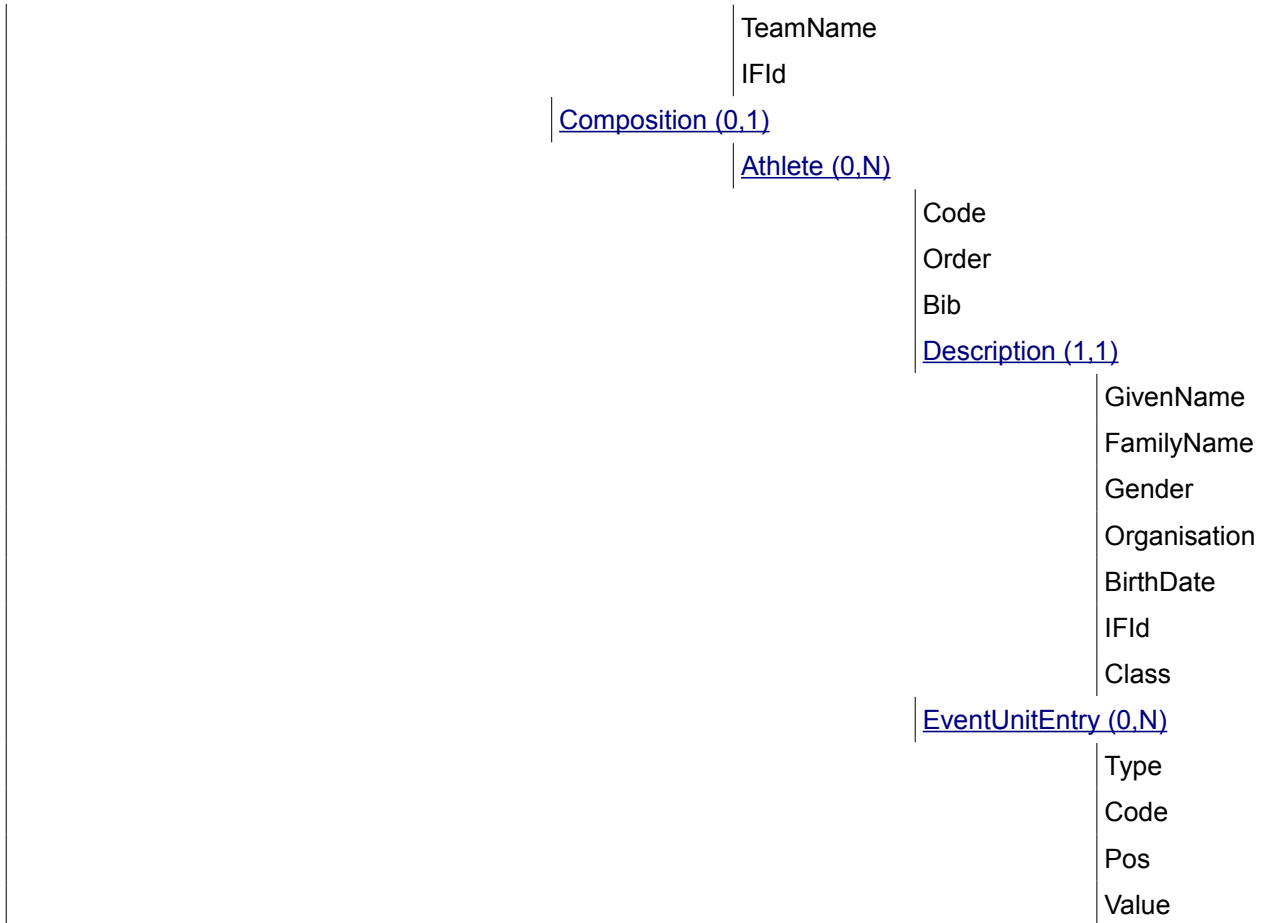 TeamName
IFId
Composition (0,1)
Athlete (0,N)
Code
Order
Bib
Description (1,1)
GivenName
FamilyName
Gender
Organisation
BirthDate
IFId
Class
EventUnitEntry (0,N)
Type
Code
Pos
Value